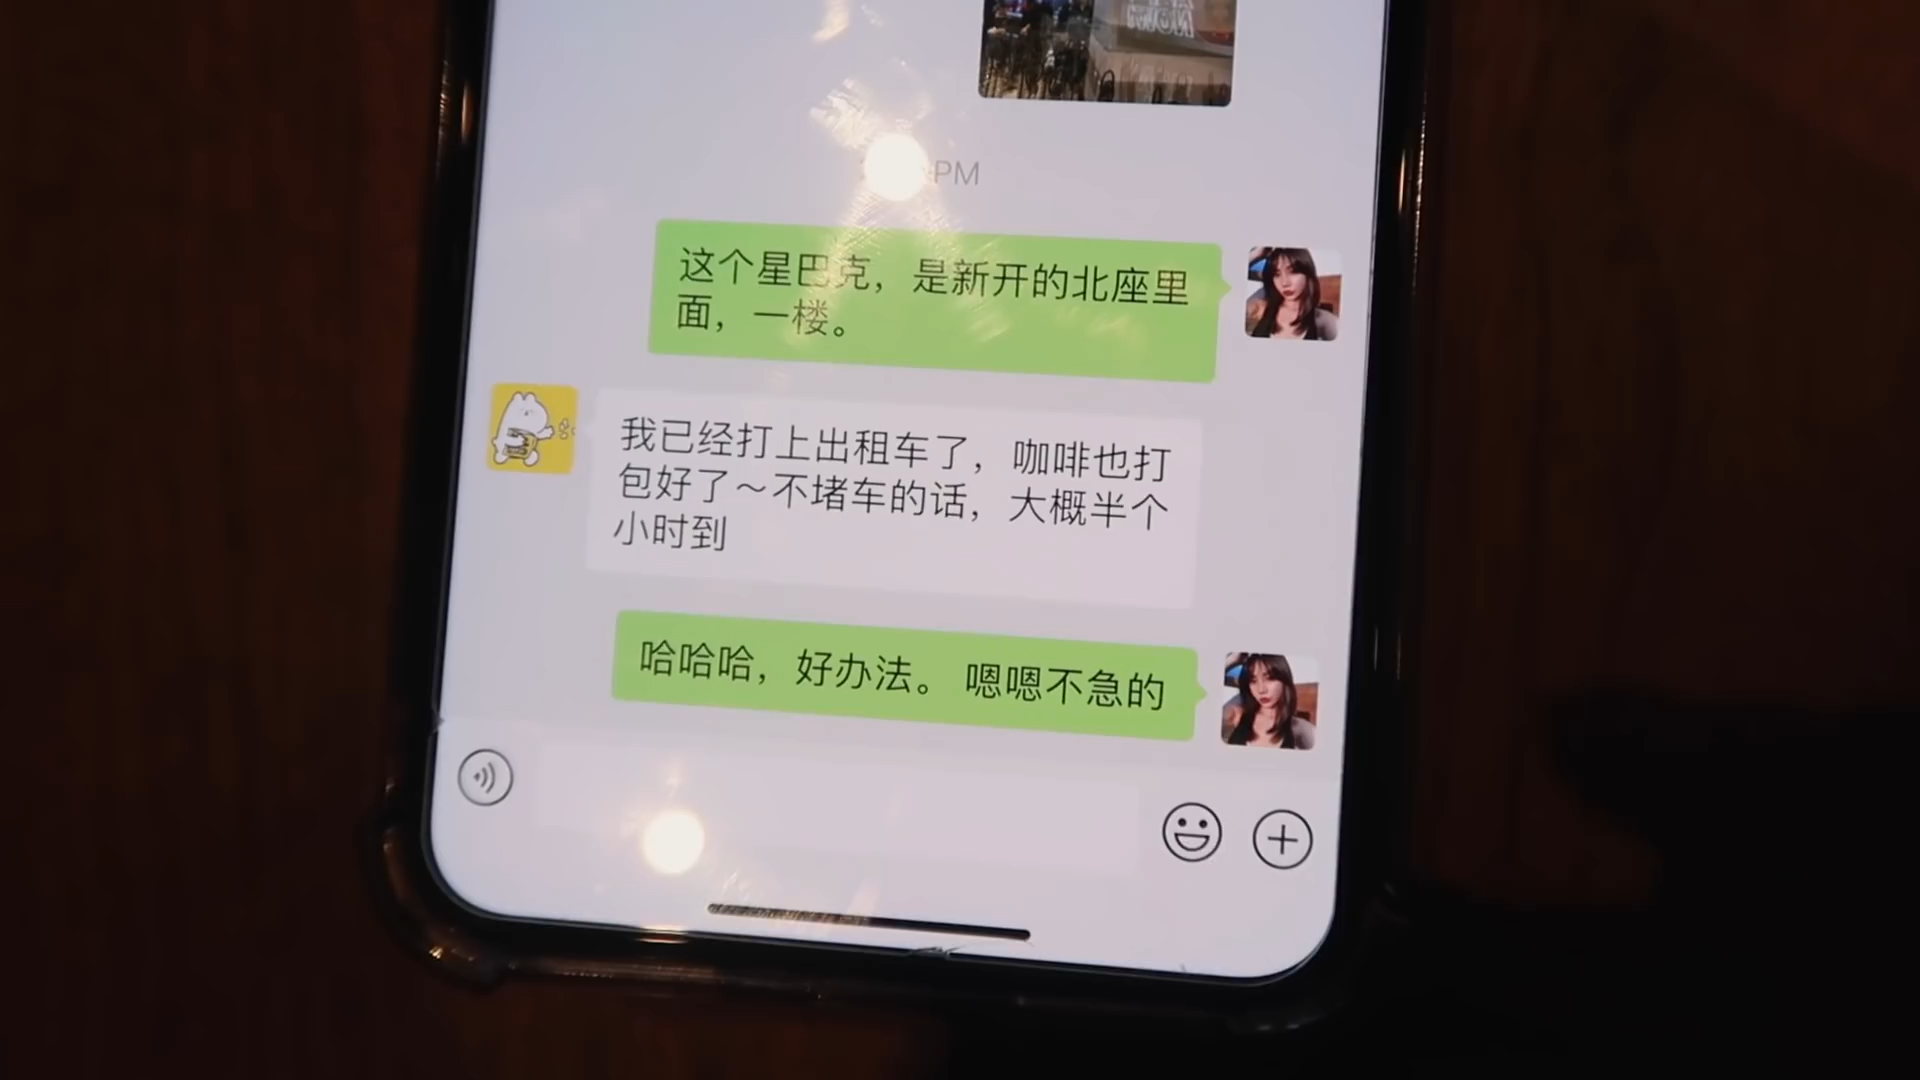 PM
这个星巴克，是新开的北座里
面，一楼。
我已经打上出租车了，咖啡也打
包好了～不堵车的话，大概半个
小时到
哈哈哈，好办法。 嗯嗯不急的